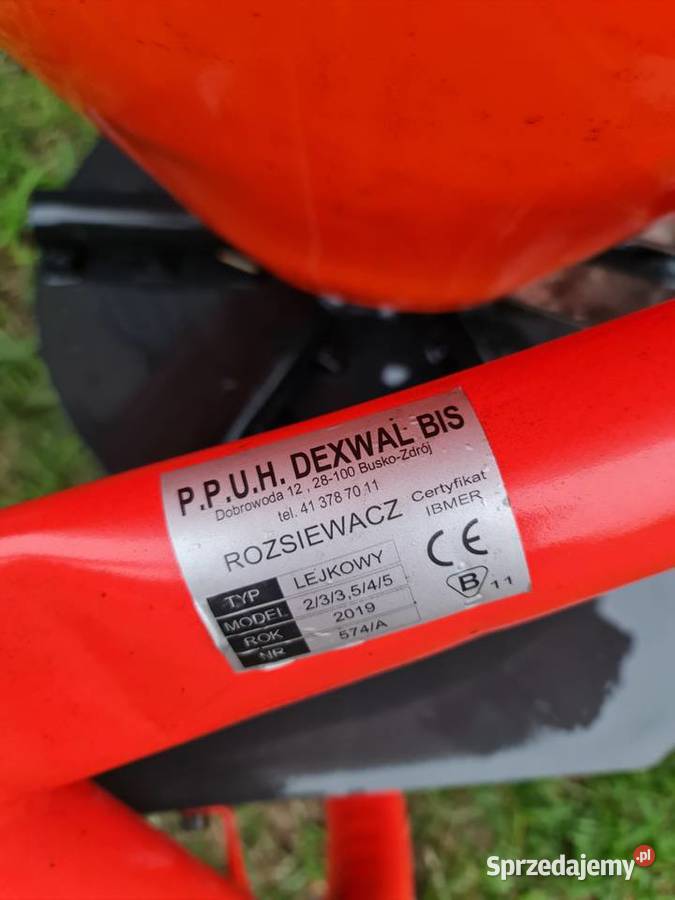 P.P.U.H. DEXWAL BIS
Dobrowoda 12 , 28-100 Busko-Zdrój
tel. 41 378 70 11
ROZSIEWACZ
Certyfikat
IBMER
TYP LEJKOWY
MODEL 2/3/3,5/4/5
ROK 2019
NR 574/A
CE
B 11
Sprzedajemy.pl